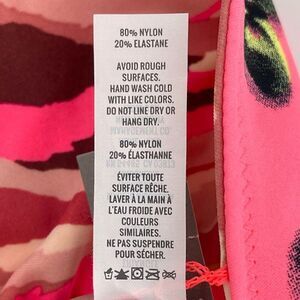 80% NYLON
20% ELASTANE
AVOID ROUGH
SURFACES.
HAND WASH COLD
WITH LIKE COLORS.
DO NOT LINE DRY OR
HANG DRY.
80% NYLON
20% ÉLASTHANNE
ÉVITER TOUTE
SURFACE RÊCHE.
LAVER À LA MAIN À
L'EAU FROIDE AVEC
COULEURS
SIMILAIRES.
NE PAS SUSPENDRE
POUR SÉCHER.